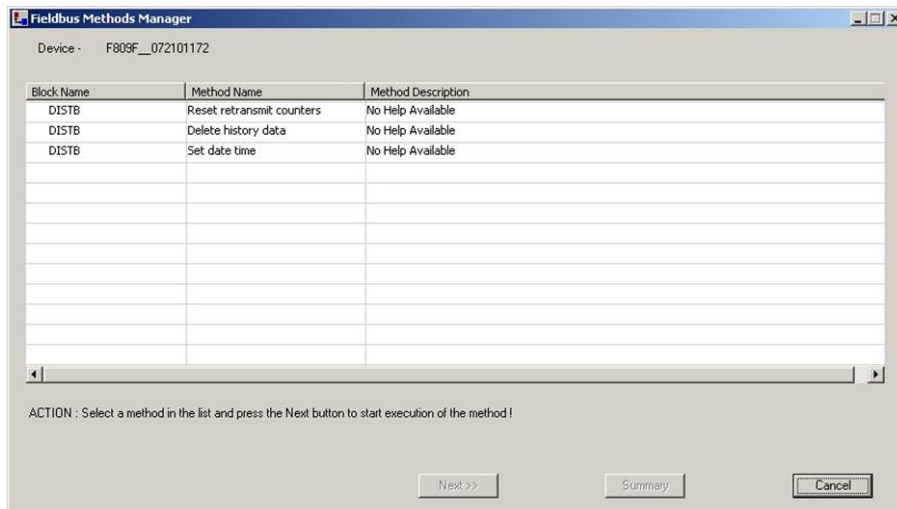 Fieldbus Methods Manager
Device - F809F__072101172
Block Name Method Name Method Description
DISTB Reset retransmit counters No Help Available
DISTB Delete history data No Help Available
DISTB Set date time No Help Available
ACTION : Select a method in the list and press the Next button to start execution of the method !
Next >> Summary Cancel